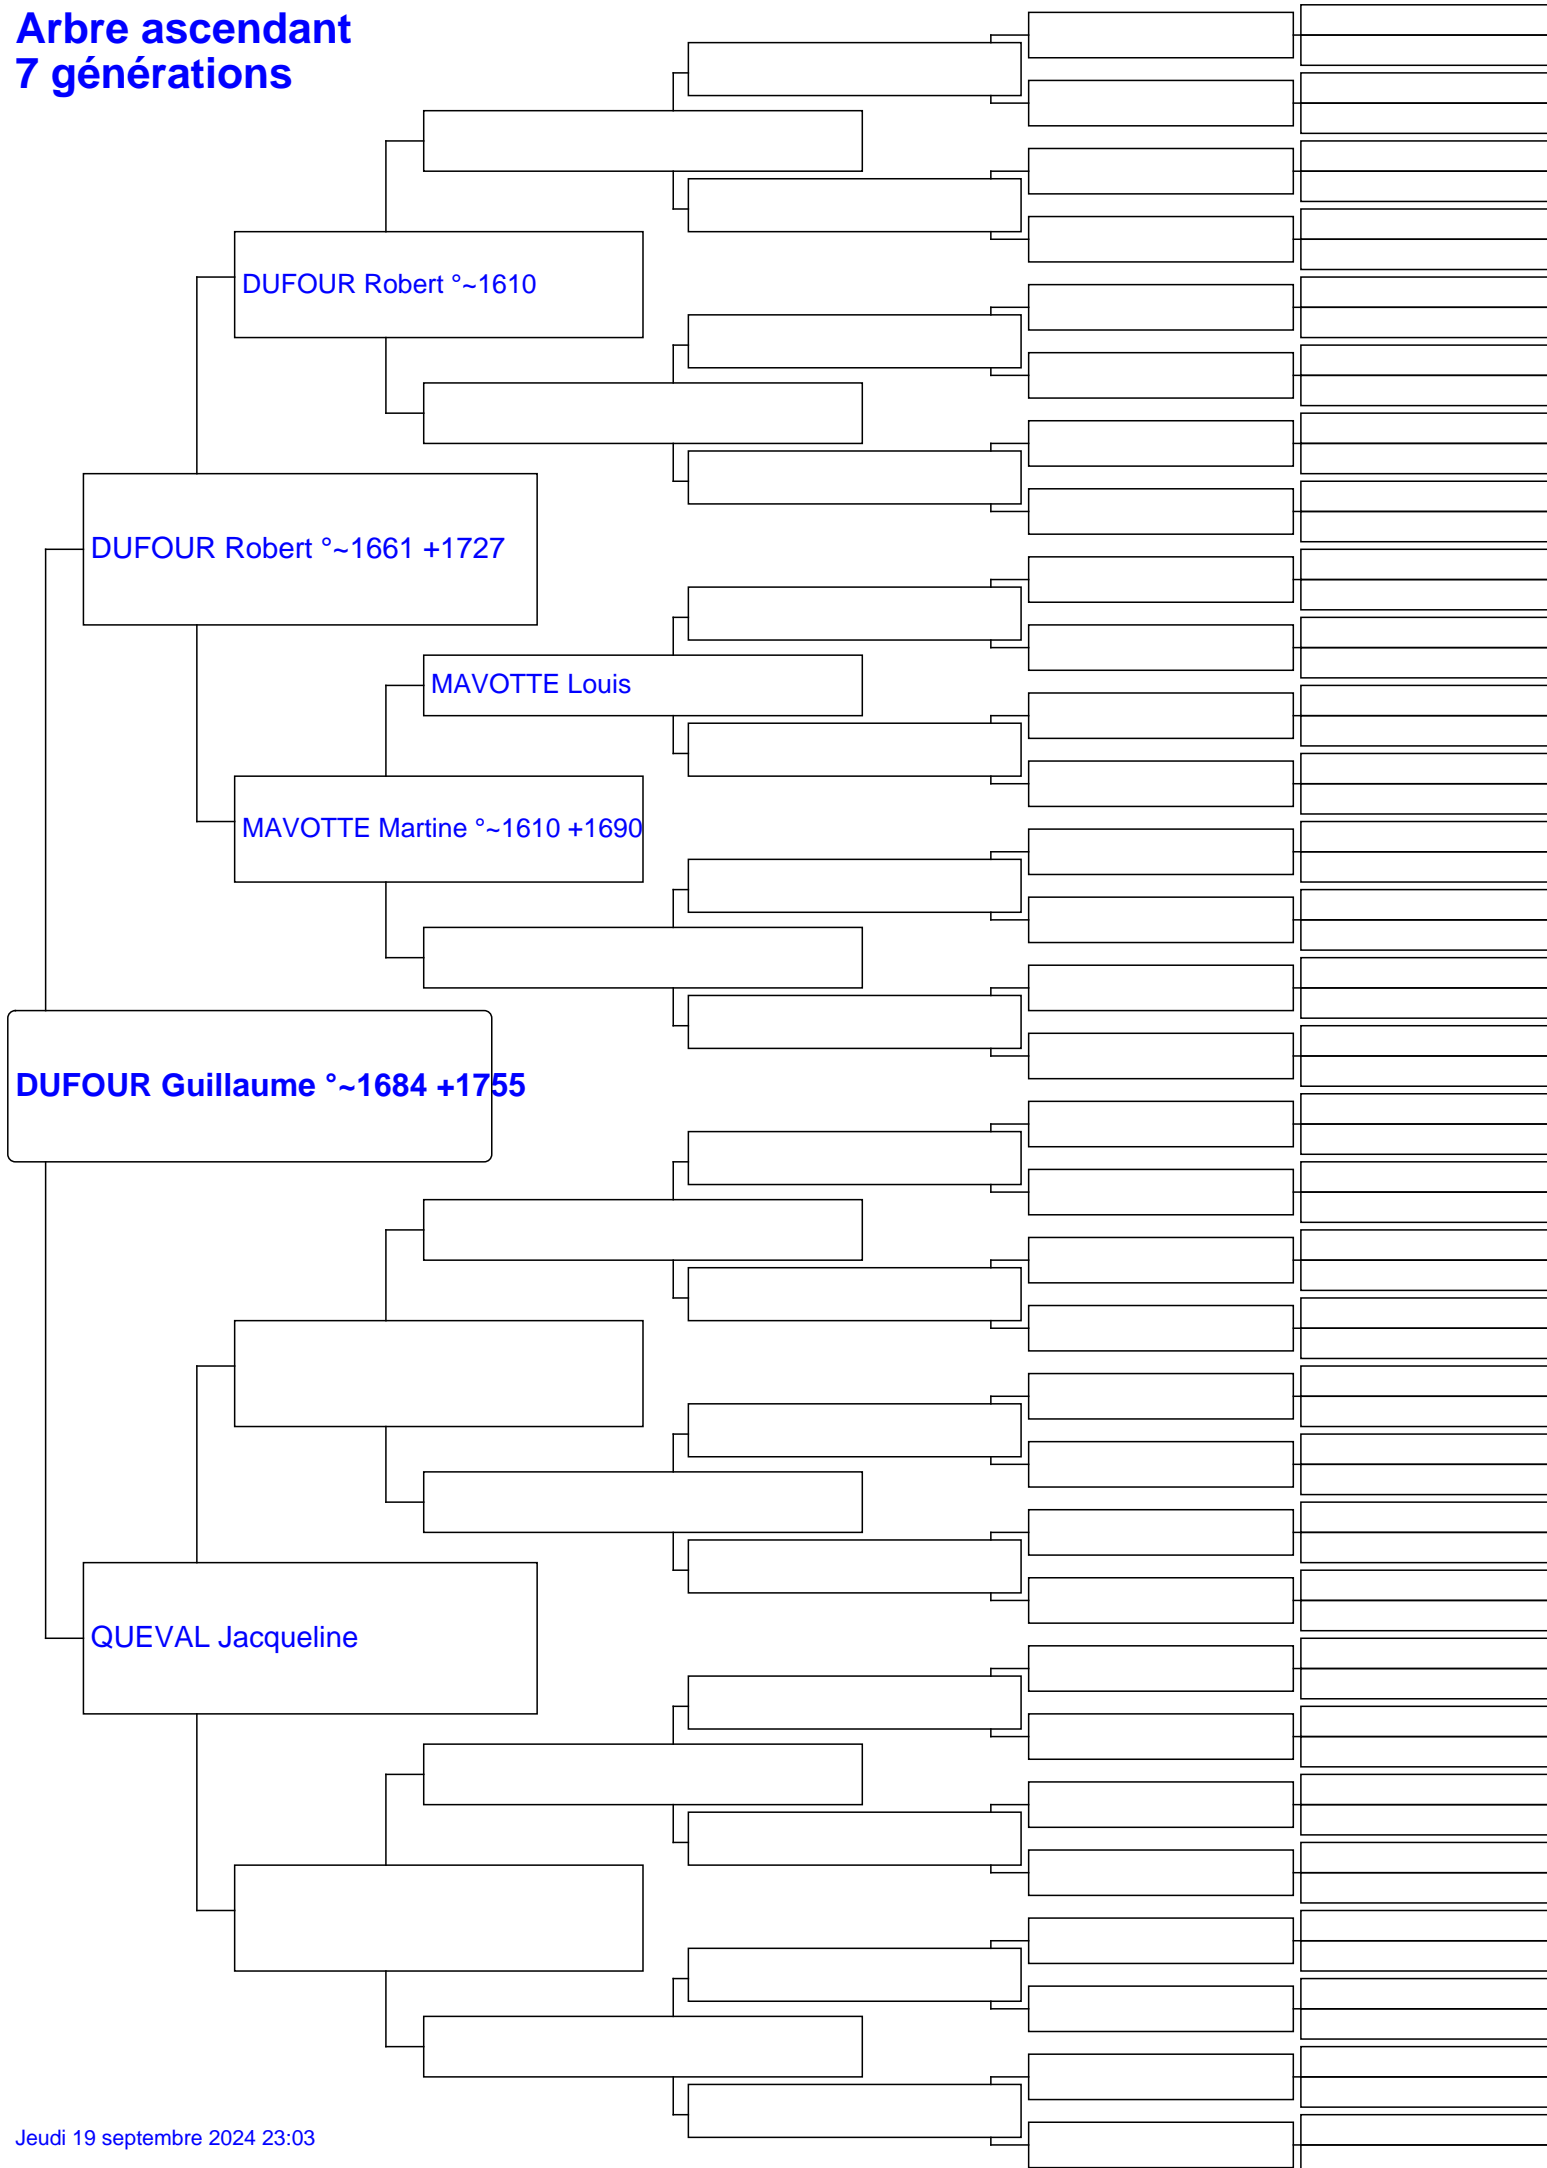 Arbre ascendant
7 générations
DUFOUR Robert °~1610
DUFOUR Robert °~1661 +1727
MAVOTTE Louis
MAVOTTE Martine °~1610 +1690
DUFOUR Guillaume °~1684 +1755
QUEVAL Jacqueline
Jeudi 19 septembre 2024 23:03